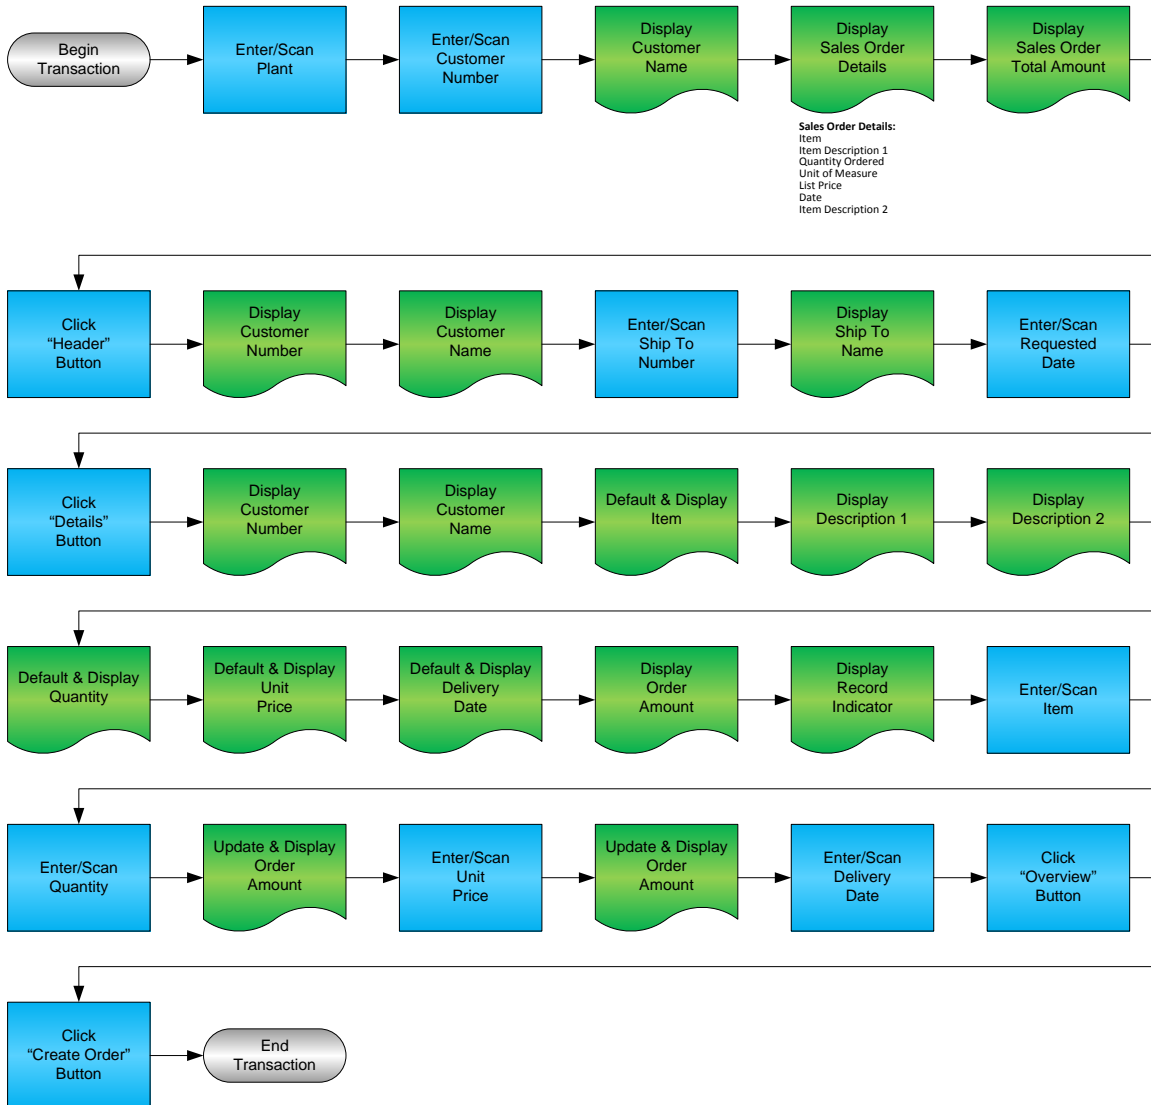 Begin
Transaction
Enter/Scan
Plant
Enter/Scan
Customer
Number
Display
Customer
Name
Display
Sales Order
Details
Display
Sales Order
Total Amount
Sales Order Details:
Item
Item Description 1
Quantity Ordered
Unit of Measure
List Price
Date
Item Description 2
Click
“Header”
Button
Display
Customer
Number
Display
Customer
Name
Enter/Scan
Ship To
Number
Display
Ship To
Name
Enter/Scan
Requested
Date
Click
“Details”
Button
Display
Customer
Number
Display
Customer
Name
Default & Display
Item
Display
Description 1
Display
Description 2
Default & Display
Quantity
Default & Display
Unit
Price
Default & Display
Delivery
Date
Display
Order
Amount
Display
Record
Indicator
Enter/Scan
Item
Enter/Scan
Quantity
Update & Display
Order
Amount
Enter/Scan
Unit
Price
Update & Display
Order
Amount
Enter/Scan
Delivery
Date
Click
“Overview”
Button
Click
“Create Order”
Button
End
Transaction